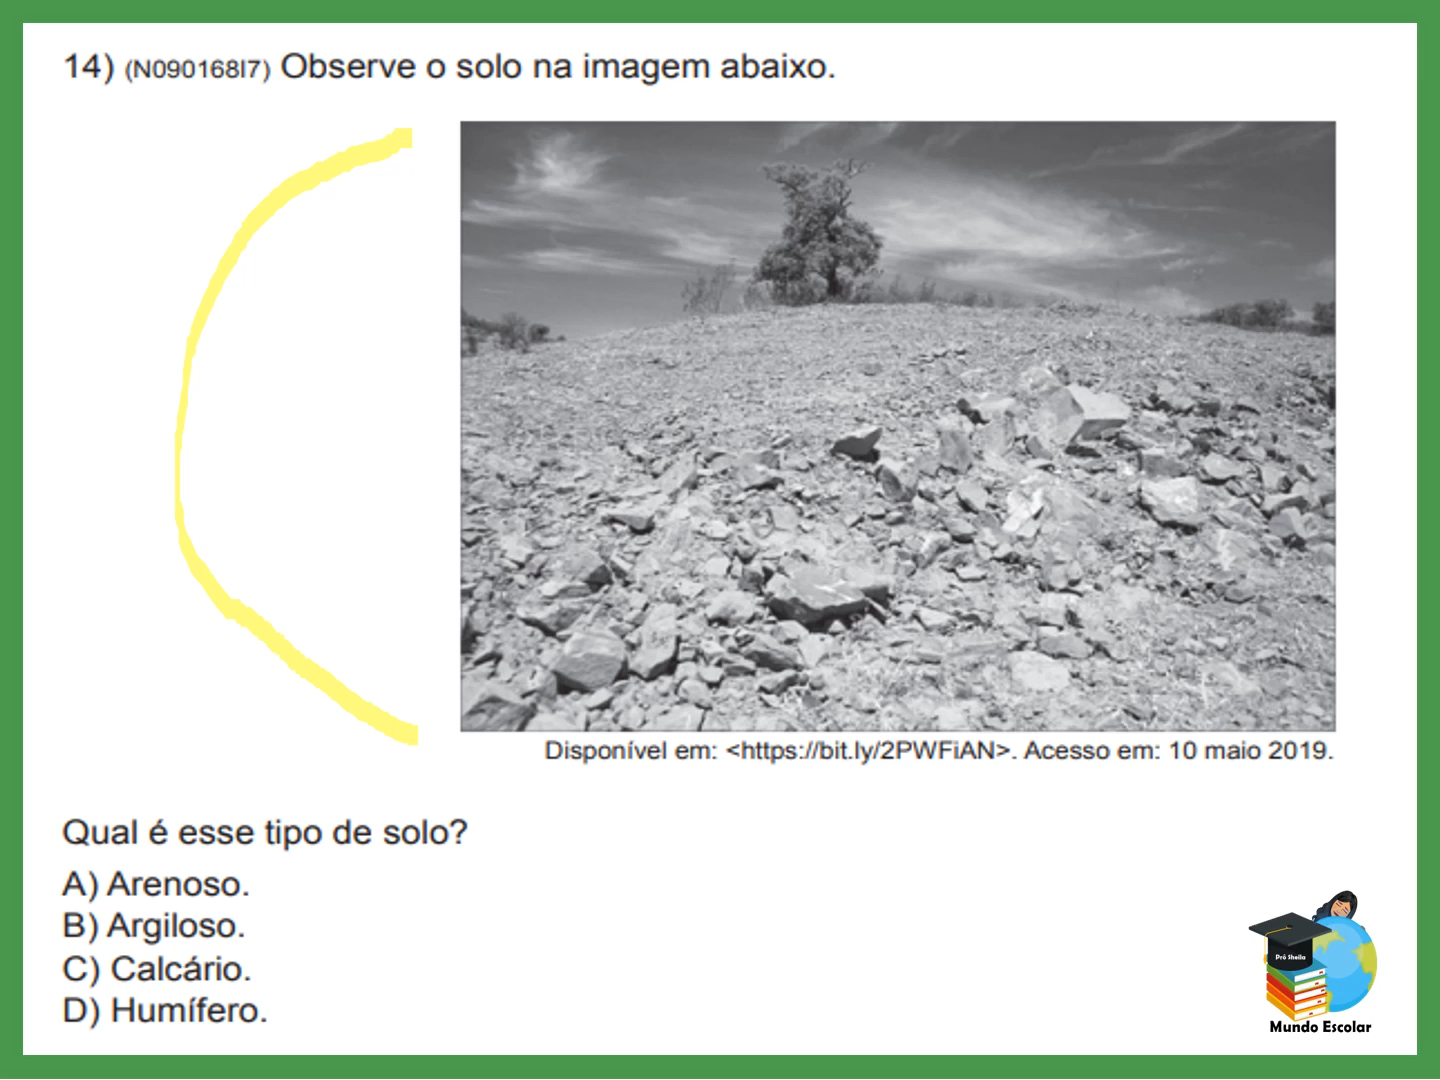 14) (N090168I7) Observe o solo na imagem abaixo.
Disponível em: <https://bit.ly/2PWFiAN>. Acesso em: 10 maio 2019.
Qual é esse tipo de solo?
A) Arenoso.
B) Argiloso.
C) Calcário.
D) Humífero.
Pró Sheila
Mundo Escolar